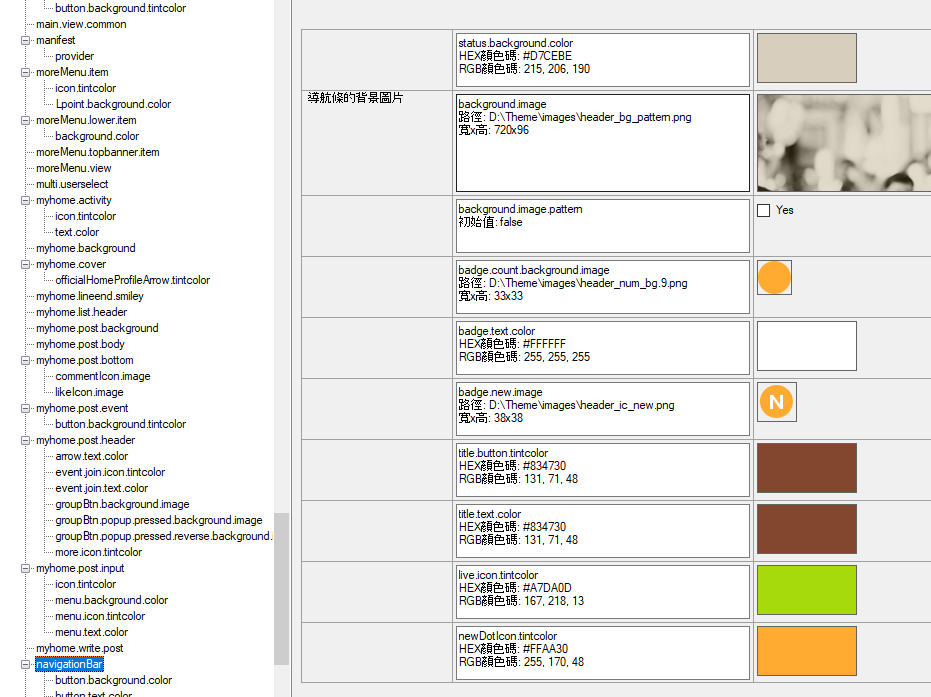 button.background.tintcolor
main.view.common
manifest
provider
moreMenu.item
icon.tintcolor
Lpoint.background.color
moreMenu.lower.item
background.color
moreMenu.topbanner.item
moreMenu.view
multi.userselect
myhome.activity
icon.tintcolor
text.color
myhome.background
myhome.cover
officialHomeProfileArrow.tintcolor
myhome.lineend.smiley
myhome.list.header
myhome.post.background
myhome.post.body
myhome.post.bottom
commentIcon.image
likeIcon.image
myhome.post.event
button.background.tintcolor
myhome.post.header
arrow.text.color
event.join.icon.tintcolor
event.join.text.color
groupBtn.background.image
groupBtn.popup.pressed.background.image
groupBtn.popup.pressed.reverse.background.
more.icon.tintcolor
myhome.post.input
icon.tintcolor
menu.background.color
menu.icon.tintcolor
menu.text.color
myhome.write.post
navigationBar
button.background.color
button.text.color
status.background.color
HEX顏色碼: #D7CEBE
RGB顏色碼: 215, 206, 190
導航條的背景圖片
background.image
路徑: D:\Theme\images\header_bg_pattern.png
寬x高: 720x96
background.image.pattern
初始值: false
Yes
badge.count.background.image
路徑: D:\Theme\images\header_num_bg.9.png
寬x高: 33x33
badge.text.color
HEX顏色碼: #FFFFFF
RGB顏色碼: 255, 255, 255
badge.new.image
路徑: D:\Theme\images\header_ic_new.png
寬x高: 38x38
N
title.button.tintcolor
HEX顏色碼: #834730
RGB顏色碼: 131, 71, 48
title.text.color
HEX顏色碼: #834730
RGB顏色碼: 131, 71, 48
live.icon.tintcolor
HEX顏色碼: #A7DA0D
RGB顏色碼: 167, 218, 13
newDotIcon.tintcolor
HEX顏色碼: #FFAA30
RGB顏色碼: 255, 170, 48